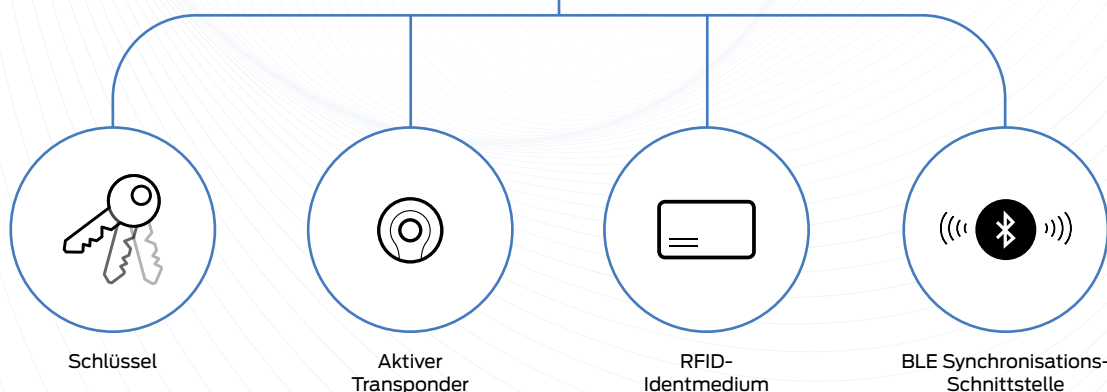 Schlüssel
Aktiver
Transponder
RFID-
Identmedium
BLE Synchronisations-
Schnittstelle